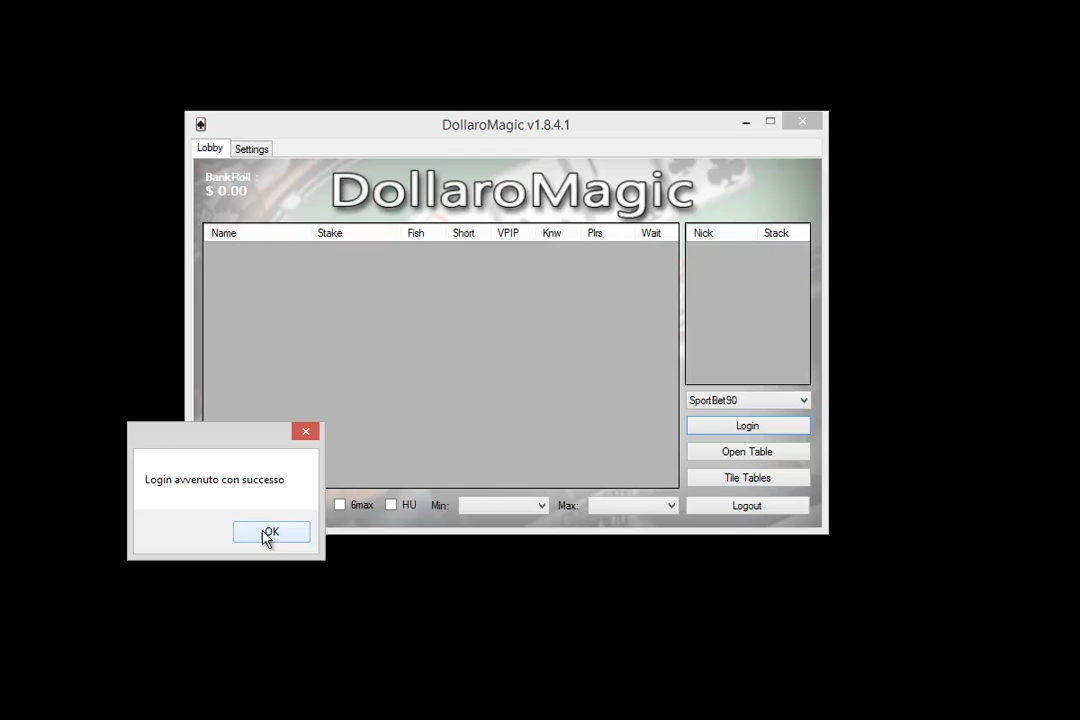 DollaroMagic v1.8.4.1
Lobby Settings
BankRoll :
$ 0.00
DollaroMagic
Name Stake Fish Short VPIP Knw Plrs Wait
Nick Stack
SportBet90
Login
Open Table
Tile Tables
6max HU Min: Max: Logout
Login avvenuto con successo
OK